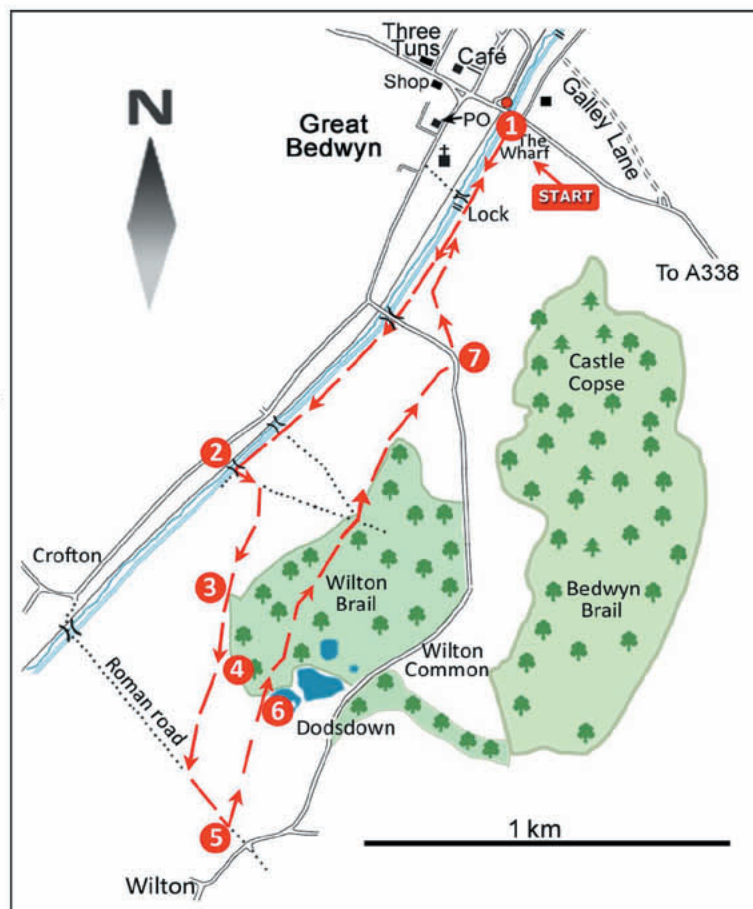 Three
Tuns
Café
Shop
N
PO
Great
Bedwyn
1
The
Wharf
Galley Lane
START
Lock
To A338
7
Castle
Copse
2
Crofton
3
Wilton
Brail
Bedwyn
Brail
4
Wilton
Common
Roman road
6
Dodsdown
5
1 km
Wilton